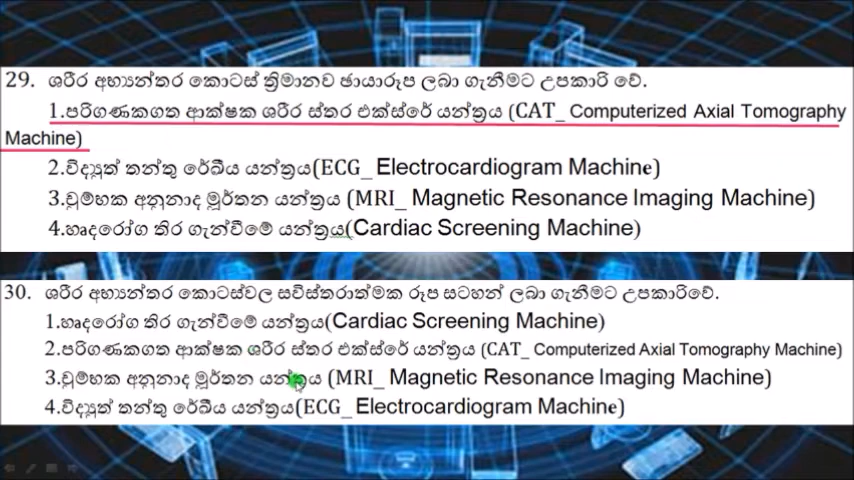 29. ශරීර අභ්‍යන්තර කොටස් ත්‍රිමානව ඡායාරූප ලබා ගැනීමට උපකාරි වේ.
1.පරිගණකගත ආක්ෂක ශරීර ස්තර එක්ස්රේ යන්ත්‍රය (CAT_ Computerized Axial Tomography
Machine)
2.විද්‍යුත් තන්තු රේඛීය යන්ත්‍රය(ECG_ Electrocardiogram Machine)
3.චුම්භක අනුනාද මූර්තන යන්ත්‍රය (MRI_ Magnetic Resonance Imaging Machine)
4.හෘදරෝග තිර ගැන්වීමේ යන්ත්‍රය(Cardiac Screening Machine)
30. ශරීර අභ්‍යන්තර කොටස්වල සවිස්තරාත්මක රූප සටහන් ලබා ගැනීමට උපකාරිවේ.
1.හෘදරෝග තිර ගැන්වීමේ යන්ත්‍රය(Cardiac Screening Machine)
2.පරිගණකගත ආක්ෂක ශරීර ස්තර එක්ස්රේ යන්ත්‍රය (CAT_ Computerized Axial Tomography Machine)
3.චුම්භක අනුනාද මූර්තන යන්ත්‍රය (MRI_ Magnetic Resonance Imaging Machine)
4.විද්‍යුත් තන්තු රේඛීය යන්ත්‍රය(ECG_ Electrocardiogram Machine)